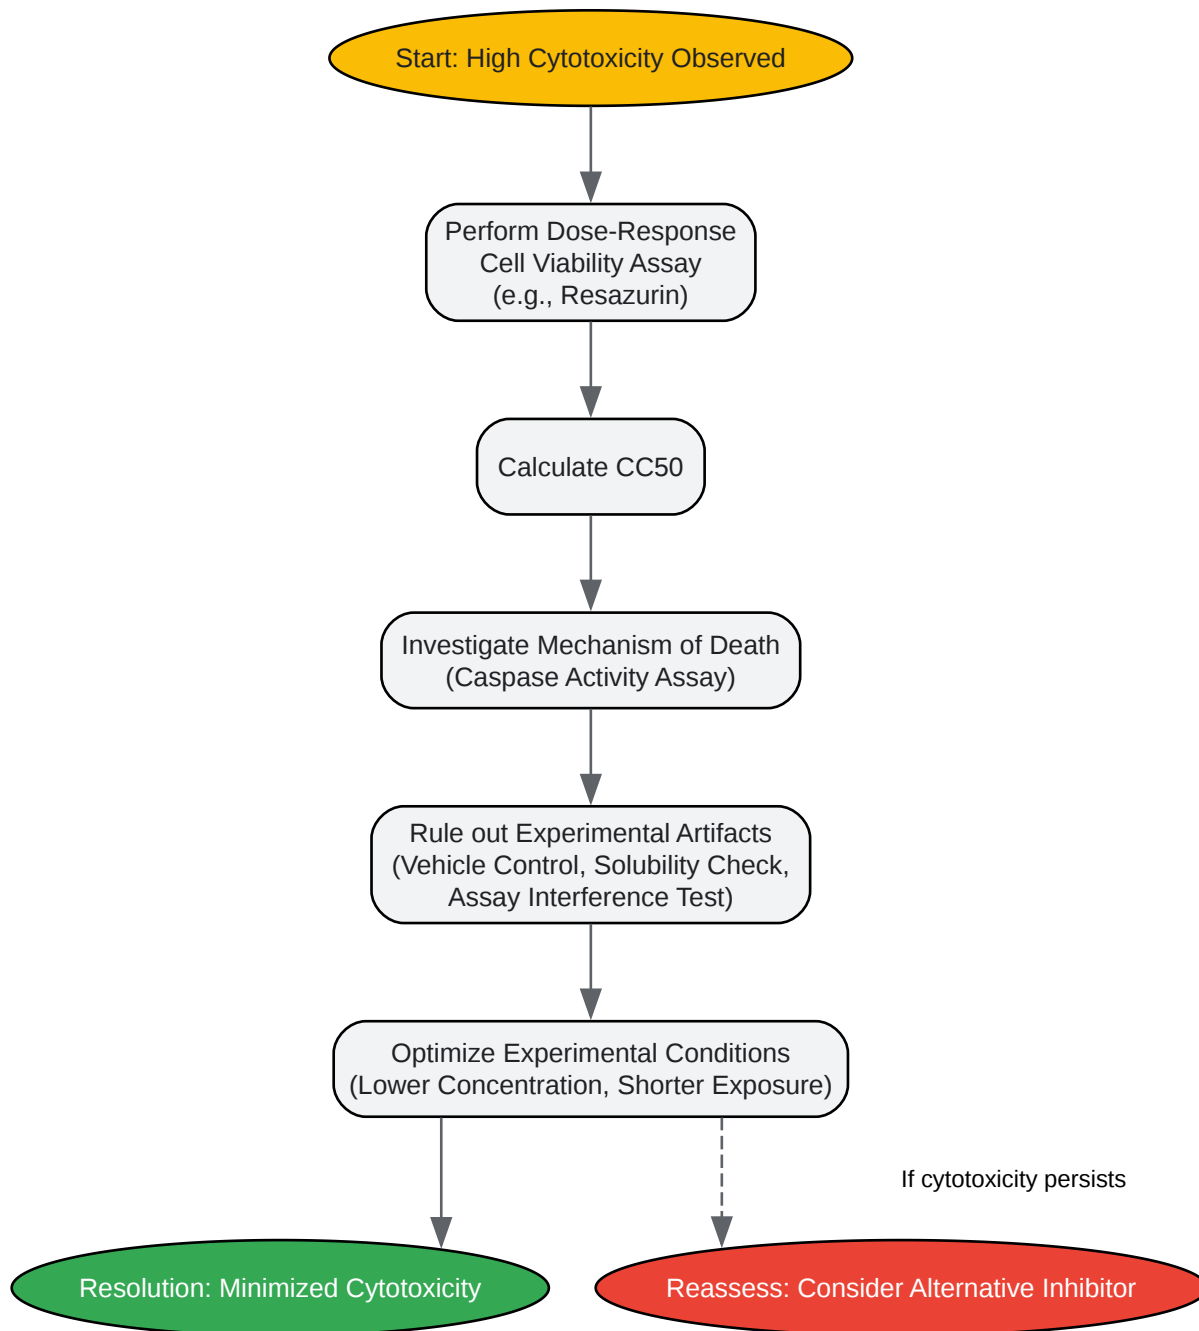 Start: High Cytotoxicity Observed
Perform Dose-Response
Cell Viability Assay
(e.g., Resazurin)
Calculate CC50
Investigate Mechanism of Death
(Caspase Activity Assay)
Rule out Experimental Artifacts
(Vehicle Control, Solubility Check,
Assay Interference Test)
Optimize Experimental Conditions
(Lower Concentration, Shorter Exposure)
If cytotoxicity persists
Resolution: Minimized Cytotoxicity
Reassess: Consider Alternative Inhibitor